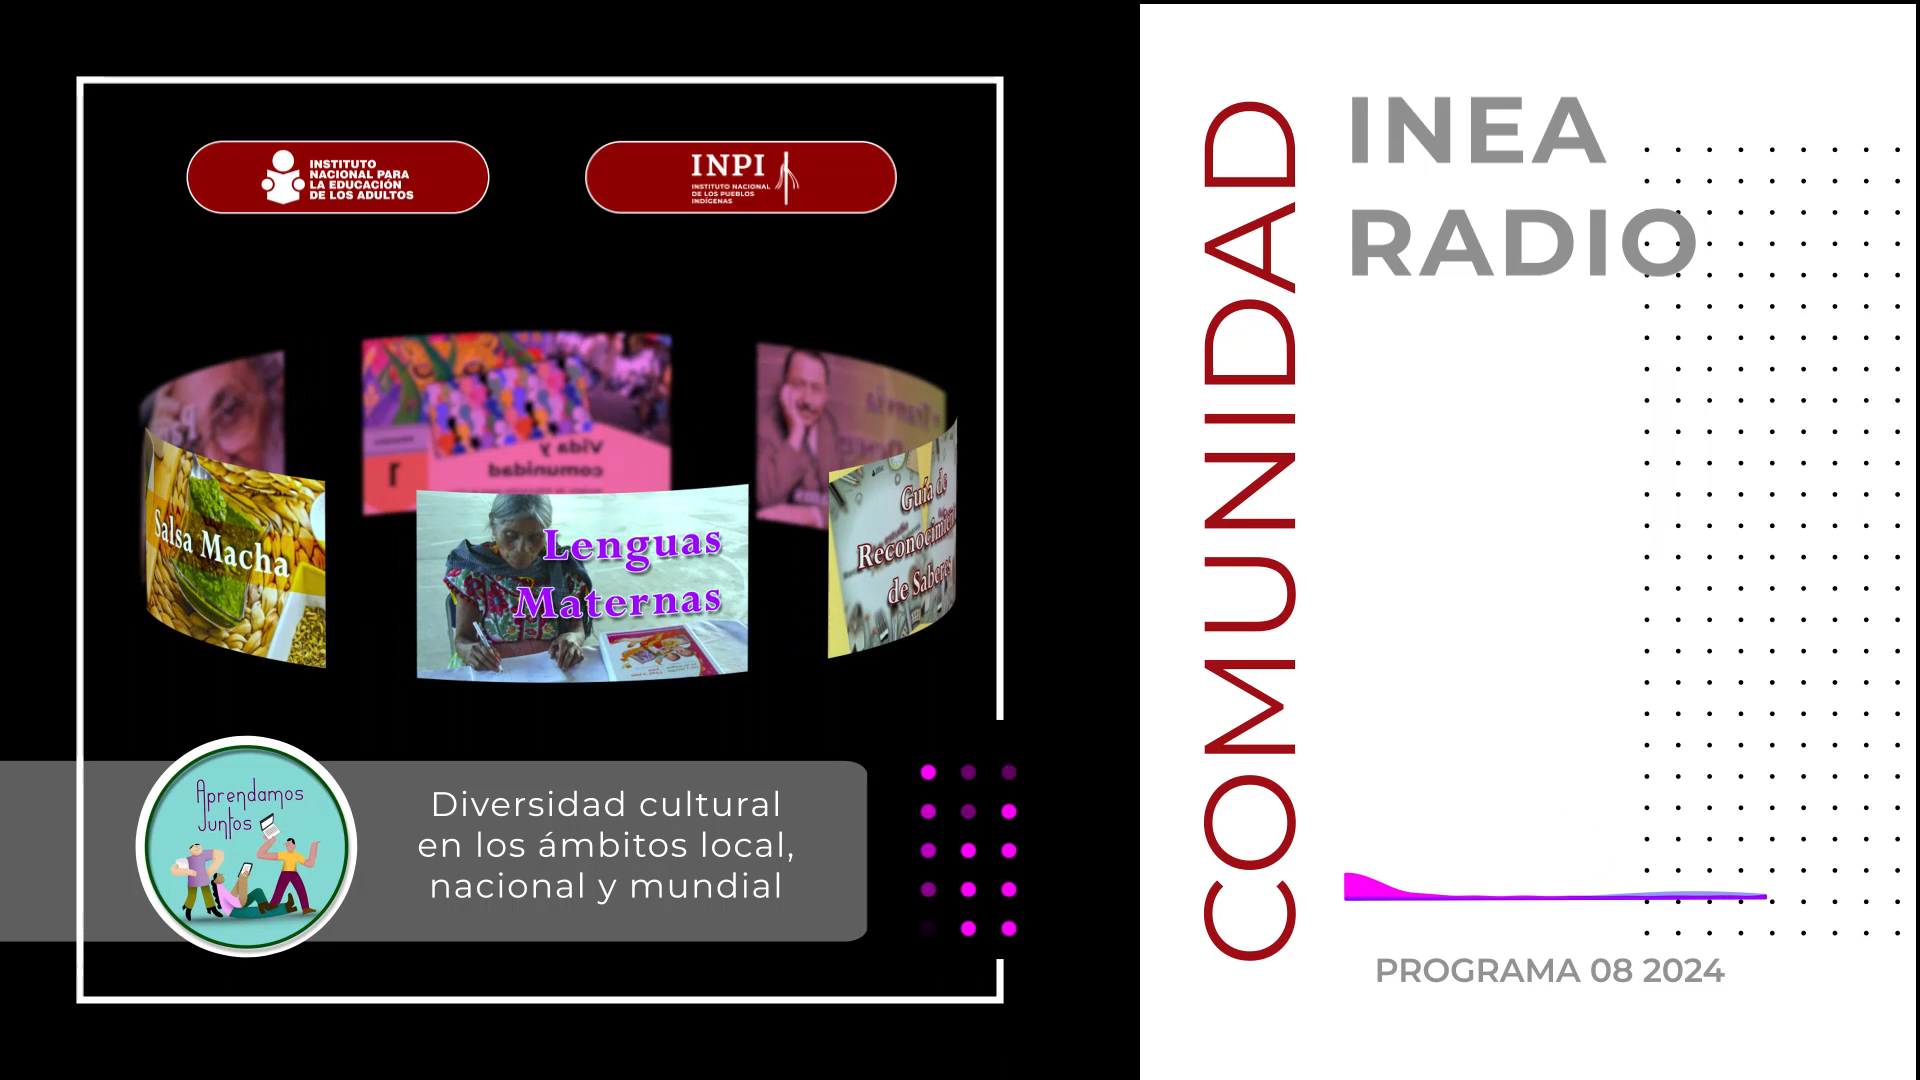 INSTITUTO
NACIONAL PARA
LA EDUCACIÓN
DE LOS ADULTOS
INPI
INSTITUTO NACIONAL
DE LOS PUEBLOS
INDÍGENAS
Vida y
comunidad
1
Salsa Macha
Lenguas
Maternas
Guía de
Reconocimiento
de Saberes
Aprendamos
Juntos
Diversidad cultural
en los ámbitos local,
nacional y mundial
COMUNIDAD
INEA
RADIO
PROGRAMA 08 2024